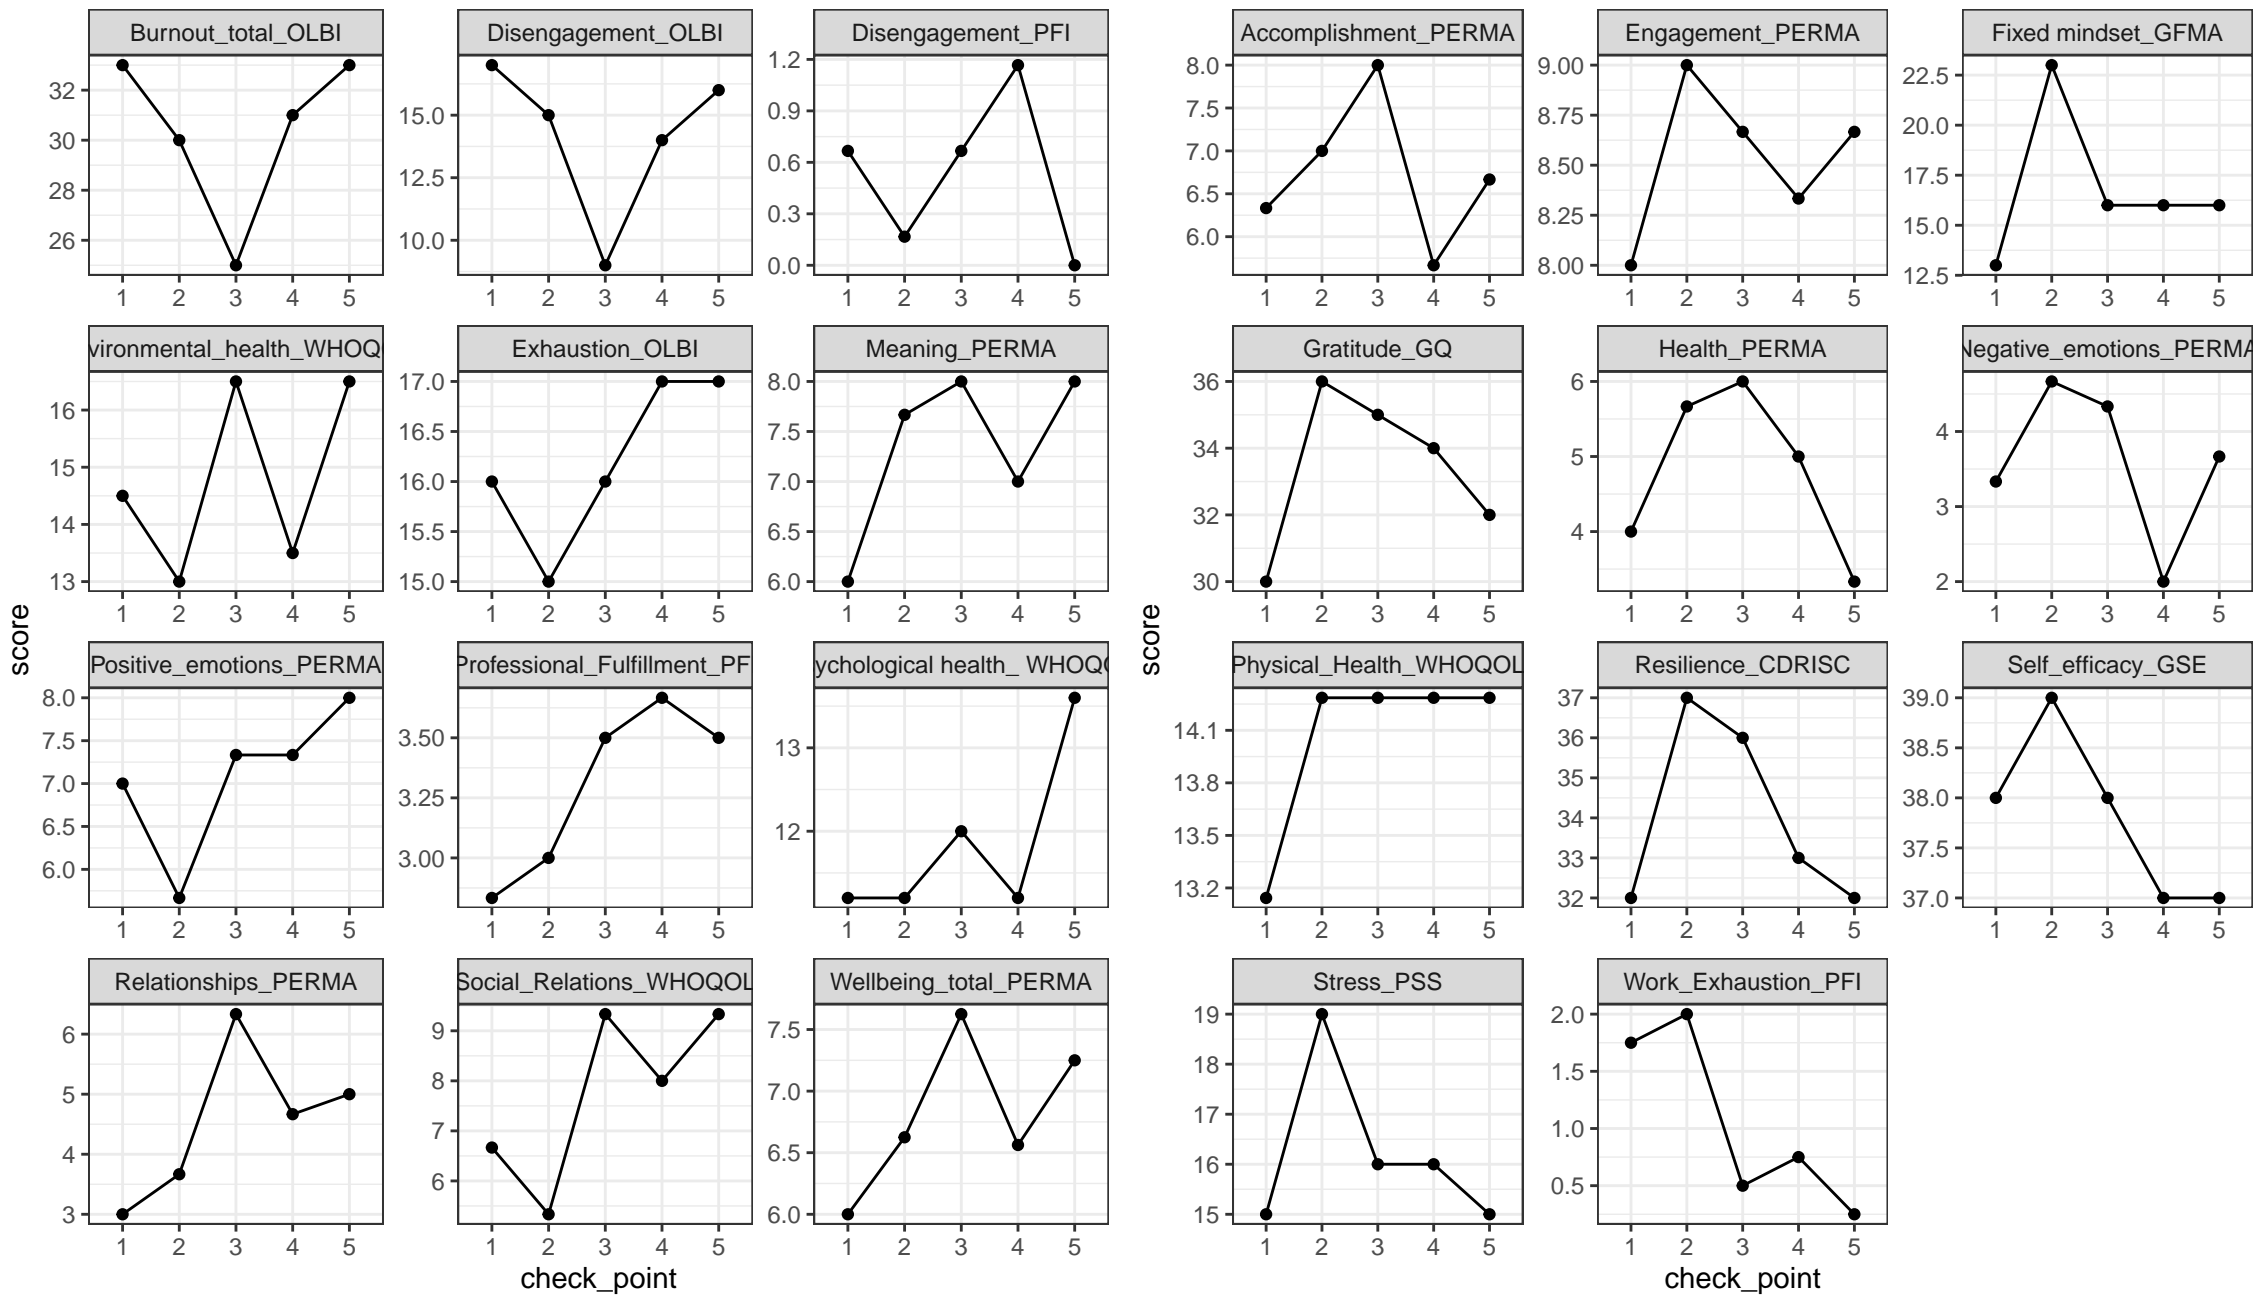 Burnout_total_OLBI
Disengagement_OLBI
Disengagement_PFI
32
30
28
26
1 2 3 4 5
15.0
12.5
10.0
1 2 3 4 5
1.2
0.9
0.6
0.3
0.0
1 2 3 4 5
vironmental_health_WHOQ
Exhaustion_OLBI
Meaning_PERMA
16
15
14
13
1 2 3 4 5
17.0
16.5
16.0
15.5
15.0
1 2 3 4 5
8.0
7.5
7.0
6.5
6.0
1 2 3 4 5
Positive_emotions_PERMA
Professional_Fulfillment_PF
ychological health_ WHOQ
8.0
7.5
7.0
6.5
6.0
1 2 3 4 5
3.50
3.25
3.00
1 2 3 4 5
13
12
1 2 3 4 5
Relationships_PERMA
Social_Relations_WHOQOL
Wellbeing_total_PERMA
6
5
4
3
1 2 3 4 5
9
8
7
6
1 2 3 4 5
7.5
7.0
6.5
6.0
1 2 3 4 5
score
check_point
Accomplishment_PERMA
Engagement_PERMA
Fixed mindset_GFMA
8.0
7.5
7.0
6.5
6.0
1 2 3 4 5
9.00
8.75
8.50
8.25
8.00
1 2 3 4 5
22.5
20.0
17.5
15.0
12.5
1 2 3 4 5
Gratitude_GQ
Health_PERMA
Negative_emotions_PERMA
36
34
32
30
1 2 3 4 5
6
5
4
1 2 3 4 5
4
3
2
1 2 3 4 5
Physical_Health_WHOQOL
Resilience_CDRISC
Self_efficacy_GSE
14.1
13.8
13.5
13.2
1 2 3 4 5
37
36
35
34
33
32
1 2 3 4 5
39.0
38.5
38.0
37.5
37.0
1 2 3 4 5
Stress_PSS
Work_Exhaustion_PFI
19
18
17
16
15
1 2 3 4 5
2.0
1.5
1.0
0.5
1 2 3 4 5
score
check_point